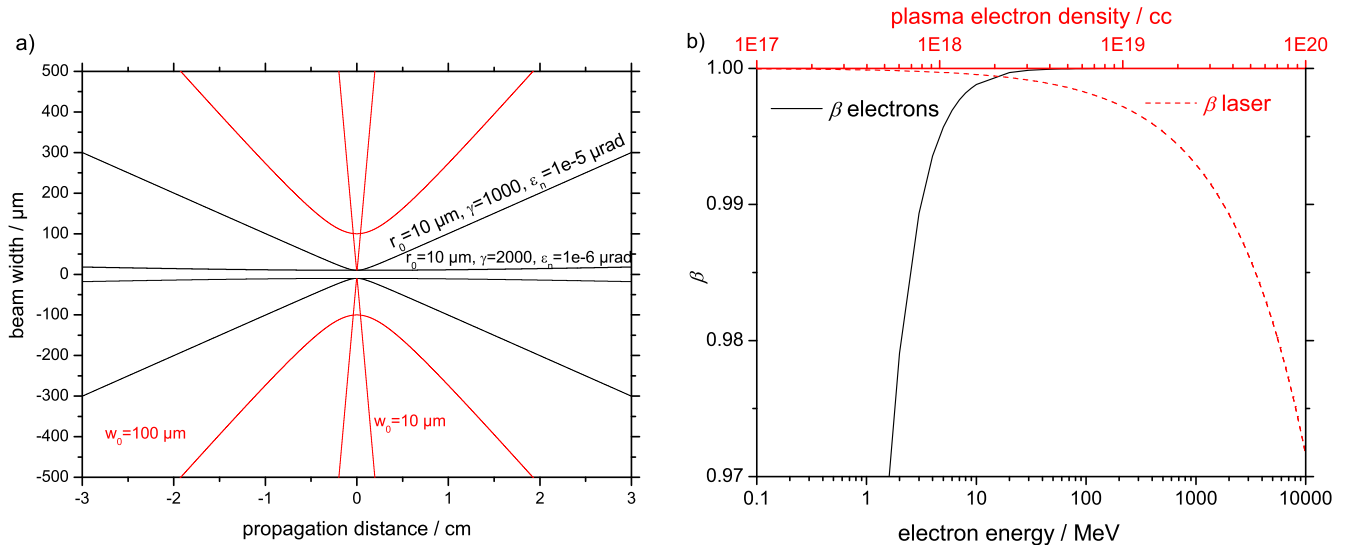 a)
500
400
300
200
100
0
-100
-200
-300
-400
-500
beam width / µm
-3
-2
-1
0
1
2
3
propagation distance / cm
r₀=10 µm, γ=1000, εₙ=1e-5 µrad
r₀=10 µm, γ=2000, εₙ=1e-6 µrad
w₀=100 µm
w₀=10 µm
b)
plasma electron density / cc
1E17
1E18
1E19
1E20
1.00
0.99
0.98
0.97
β
β electrons
β laser
0.1
1
10
100
1000
10000
electron energy / MeV